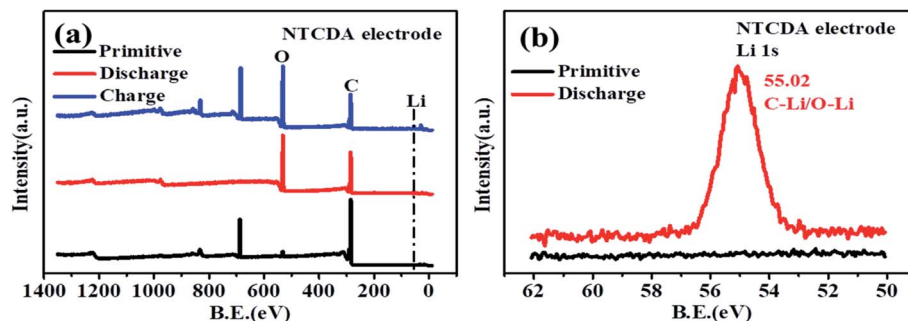 (a)
NTCDA electrode
Primitive
Discharge
Charge
O
C
Li
Intensity(a.u.)
1400 1200 1000 800 600 400 200 0
B.E.(eV)
(b)
NTCDA electrode
Li 1s
Primitive
Discharge
55.02
C-Li/O-Li
Intensity(a.u.)
62 60 58 56 54 52 50
B.E.(eV)